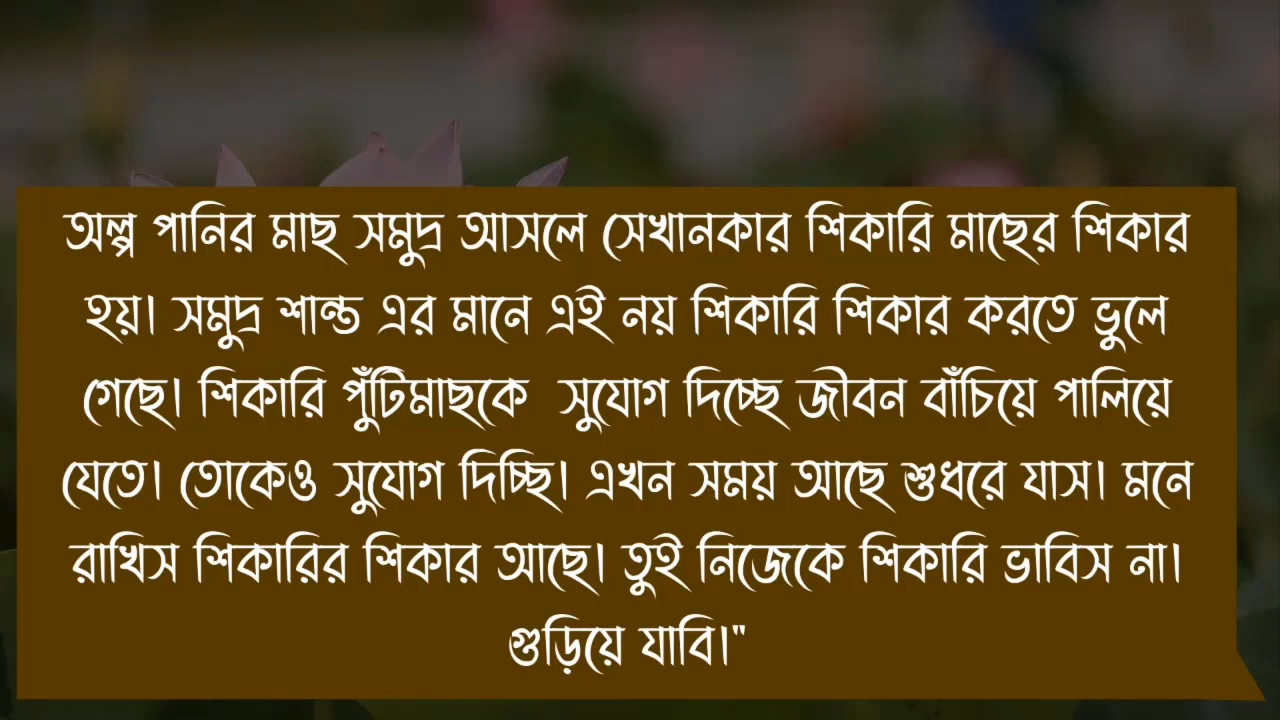 অল্প পানির মাছ সমুদ্র আসলে সেখানকার শিকারি মাছের শিকার
হয়। সমুদ্র শান্ত এর মানে এই নয় শিকারি শিকার করতে ভুলে
গেছে। শিকারি পুঁটিমাছকে সুযোগ দিচ্ছে জীবন বাঁচিয়ে পালিয়ে
যেতে। তোকেও সুযোগ দিচ্ছি। এখন সময় আছে শুধরে যাস। মনে
রাখিস শিকারির শিকার আছে। তুই নিজেকে শিকারি ভাবিস না।
গুড়িয়ে যাবি।"